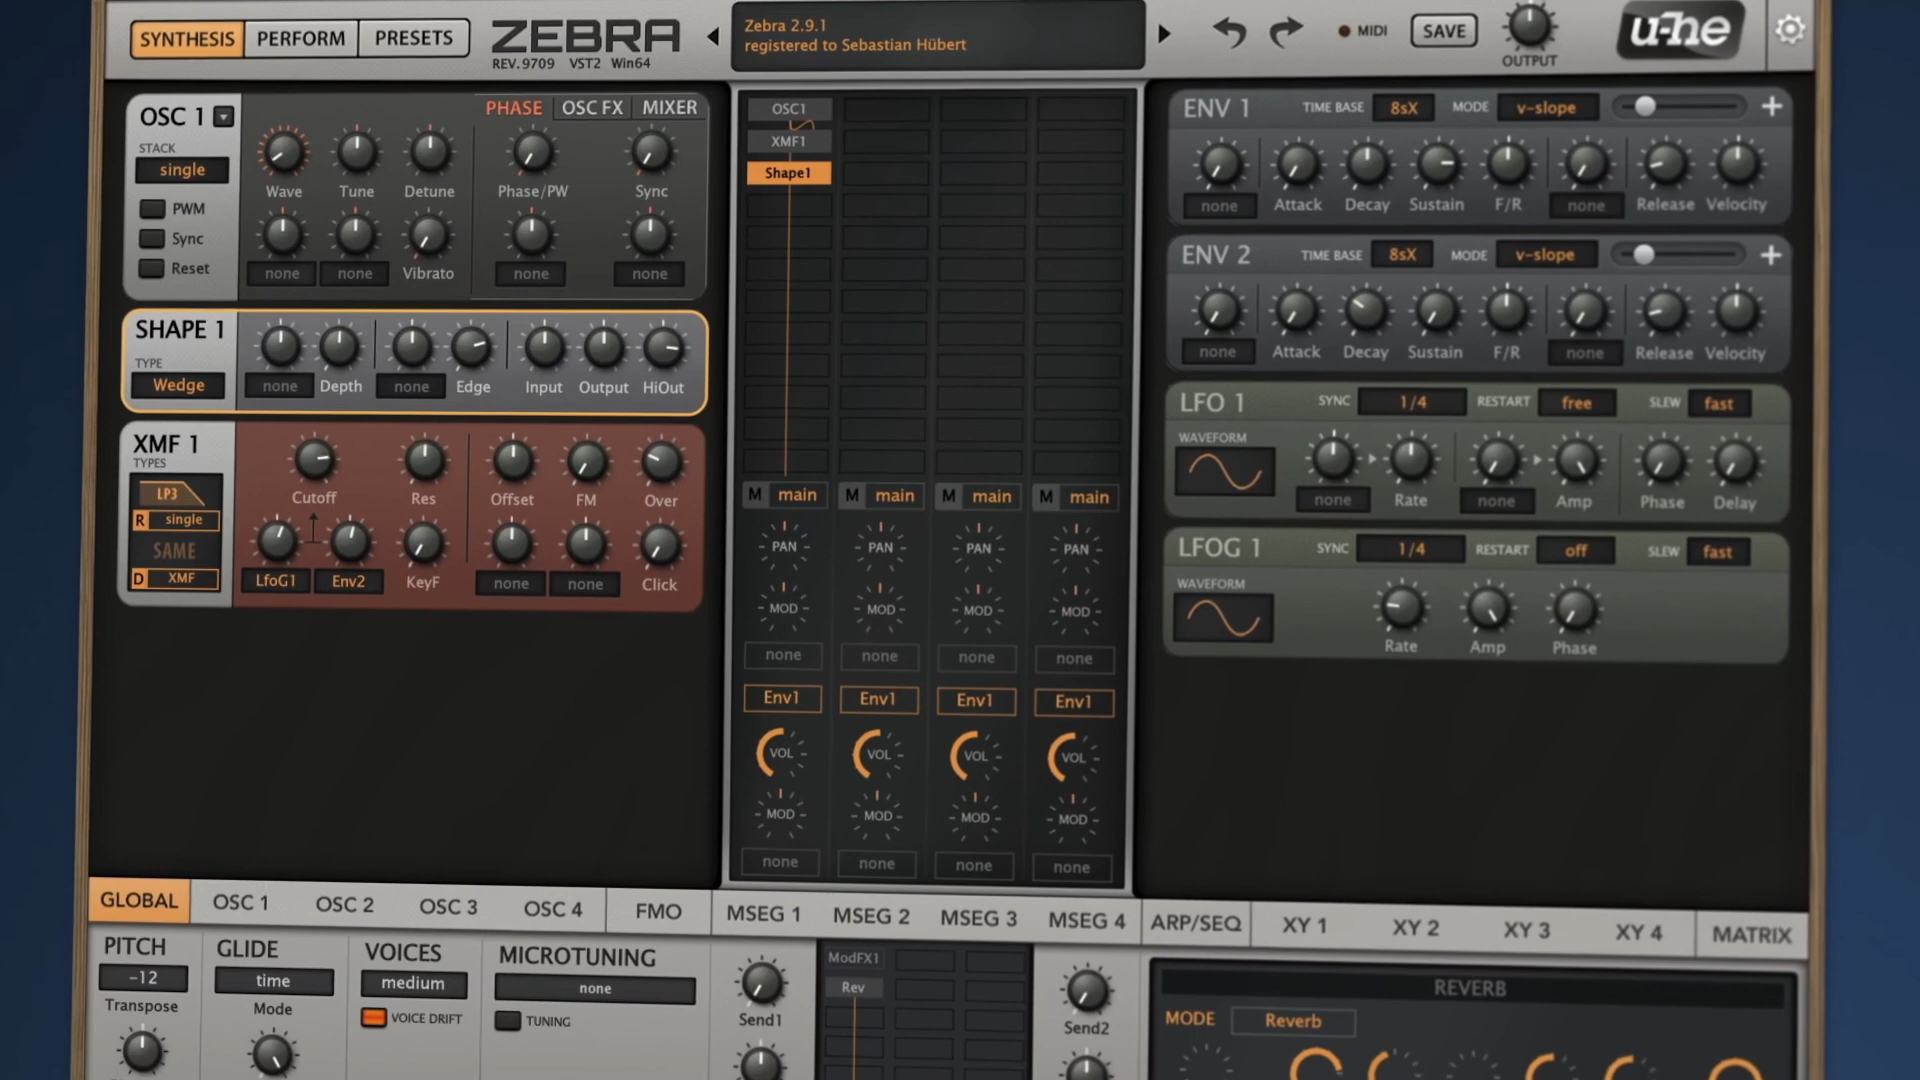 SYNTHESIS PERFORM PRESETS
ZEBRA
REV. 9709 VST2 Win64
Zebra 2.9.1
registered to Sebastian Hübert
MIDI SAVE
OUTPUT
u-he
OSC 1
STACK
single
PWM
Sync
Reset
PHASE OSC FX MIXER
Wave Tune Detune Phase/PW Sync
none none Vibrato none none
SHAPE 1
TYPE
Wedge
none Depth none Edge Input Output HiOut
XMF 1
TYPES
LP3
R single
SAME
D XMF
Cutoff Res Offset FM Over
LfoG1 Env2 KeyF none none Click
OSC1
XMF1
Shape1
M main M main M main M main
PAN PAN PAN PAN
MOD MOD MOD MOD
none none none none
Env1 Env1 Env1 Env1
VOL VOL VOL VOL
MOD MOD MOD MOD
none none none none
ENV 1 TIME BASE 8sX MODE v-slope +
none Attack Decay Sustain F/R none Release Velocity
ENV 2 TIME BASE 8sX MODE v-slope +
none Attack Decay Sustain F/R none Release Velocity
LFO 1 SYNC 1/4 RESTART free SLEW fast
WAVEFORM
none Rate none Amp Phase Delay
LFOG 1 SYNC 1/4 RESTART off SLEW fast
WAVEFORM
Rate Amp Phase
GLOBAL OSC 1 OSC 2 OSC 3 OSC 4 FMO MSEG 1 MSEG 2 MSEG 3 MSEG 4 ARP/SEQ XY 1 XY 2 XY 3 XY 4 MATRIX
PITCH
-12
Transpose
GLIDE
time
Mode
VOICES
medium
VOICE DRIFT
MICROTUNING
none
TUNING
Send1
ModFX1
Rev
Send2
REVERB
MODE Reverb